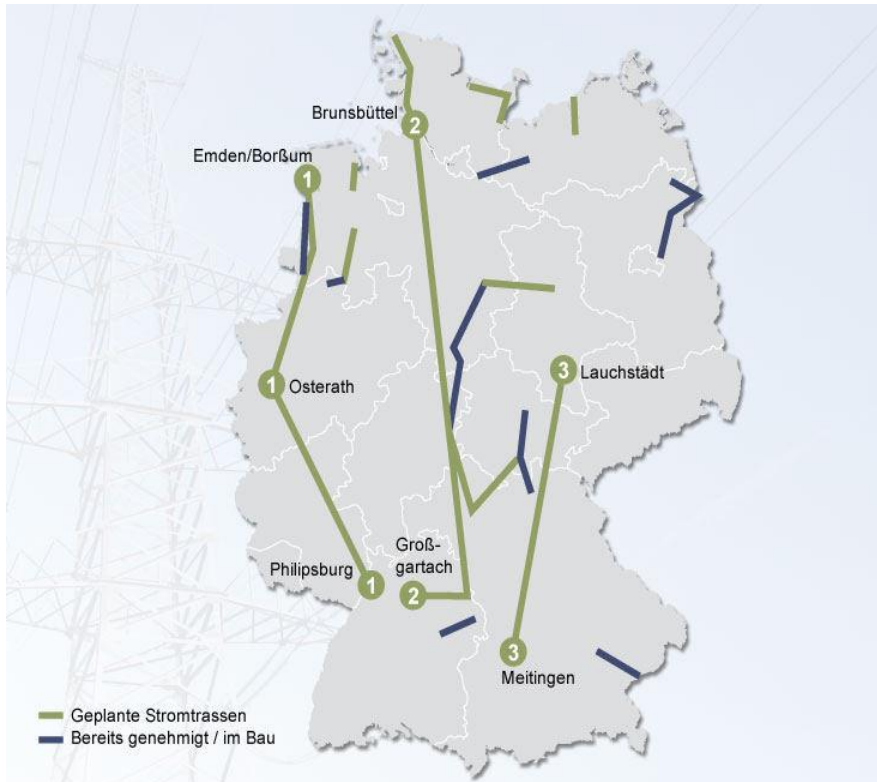 Brunsbüttel
2
Emden/Borßum
1
3
Lauchstädt
1
Osterath
Groß-
gartach
Philipsburg
1
2
3
Meitingen
Geplante Stromtrassen
Bereits genehmigt / im Bau